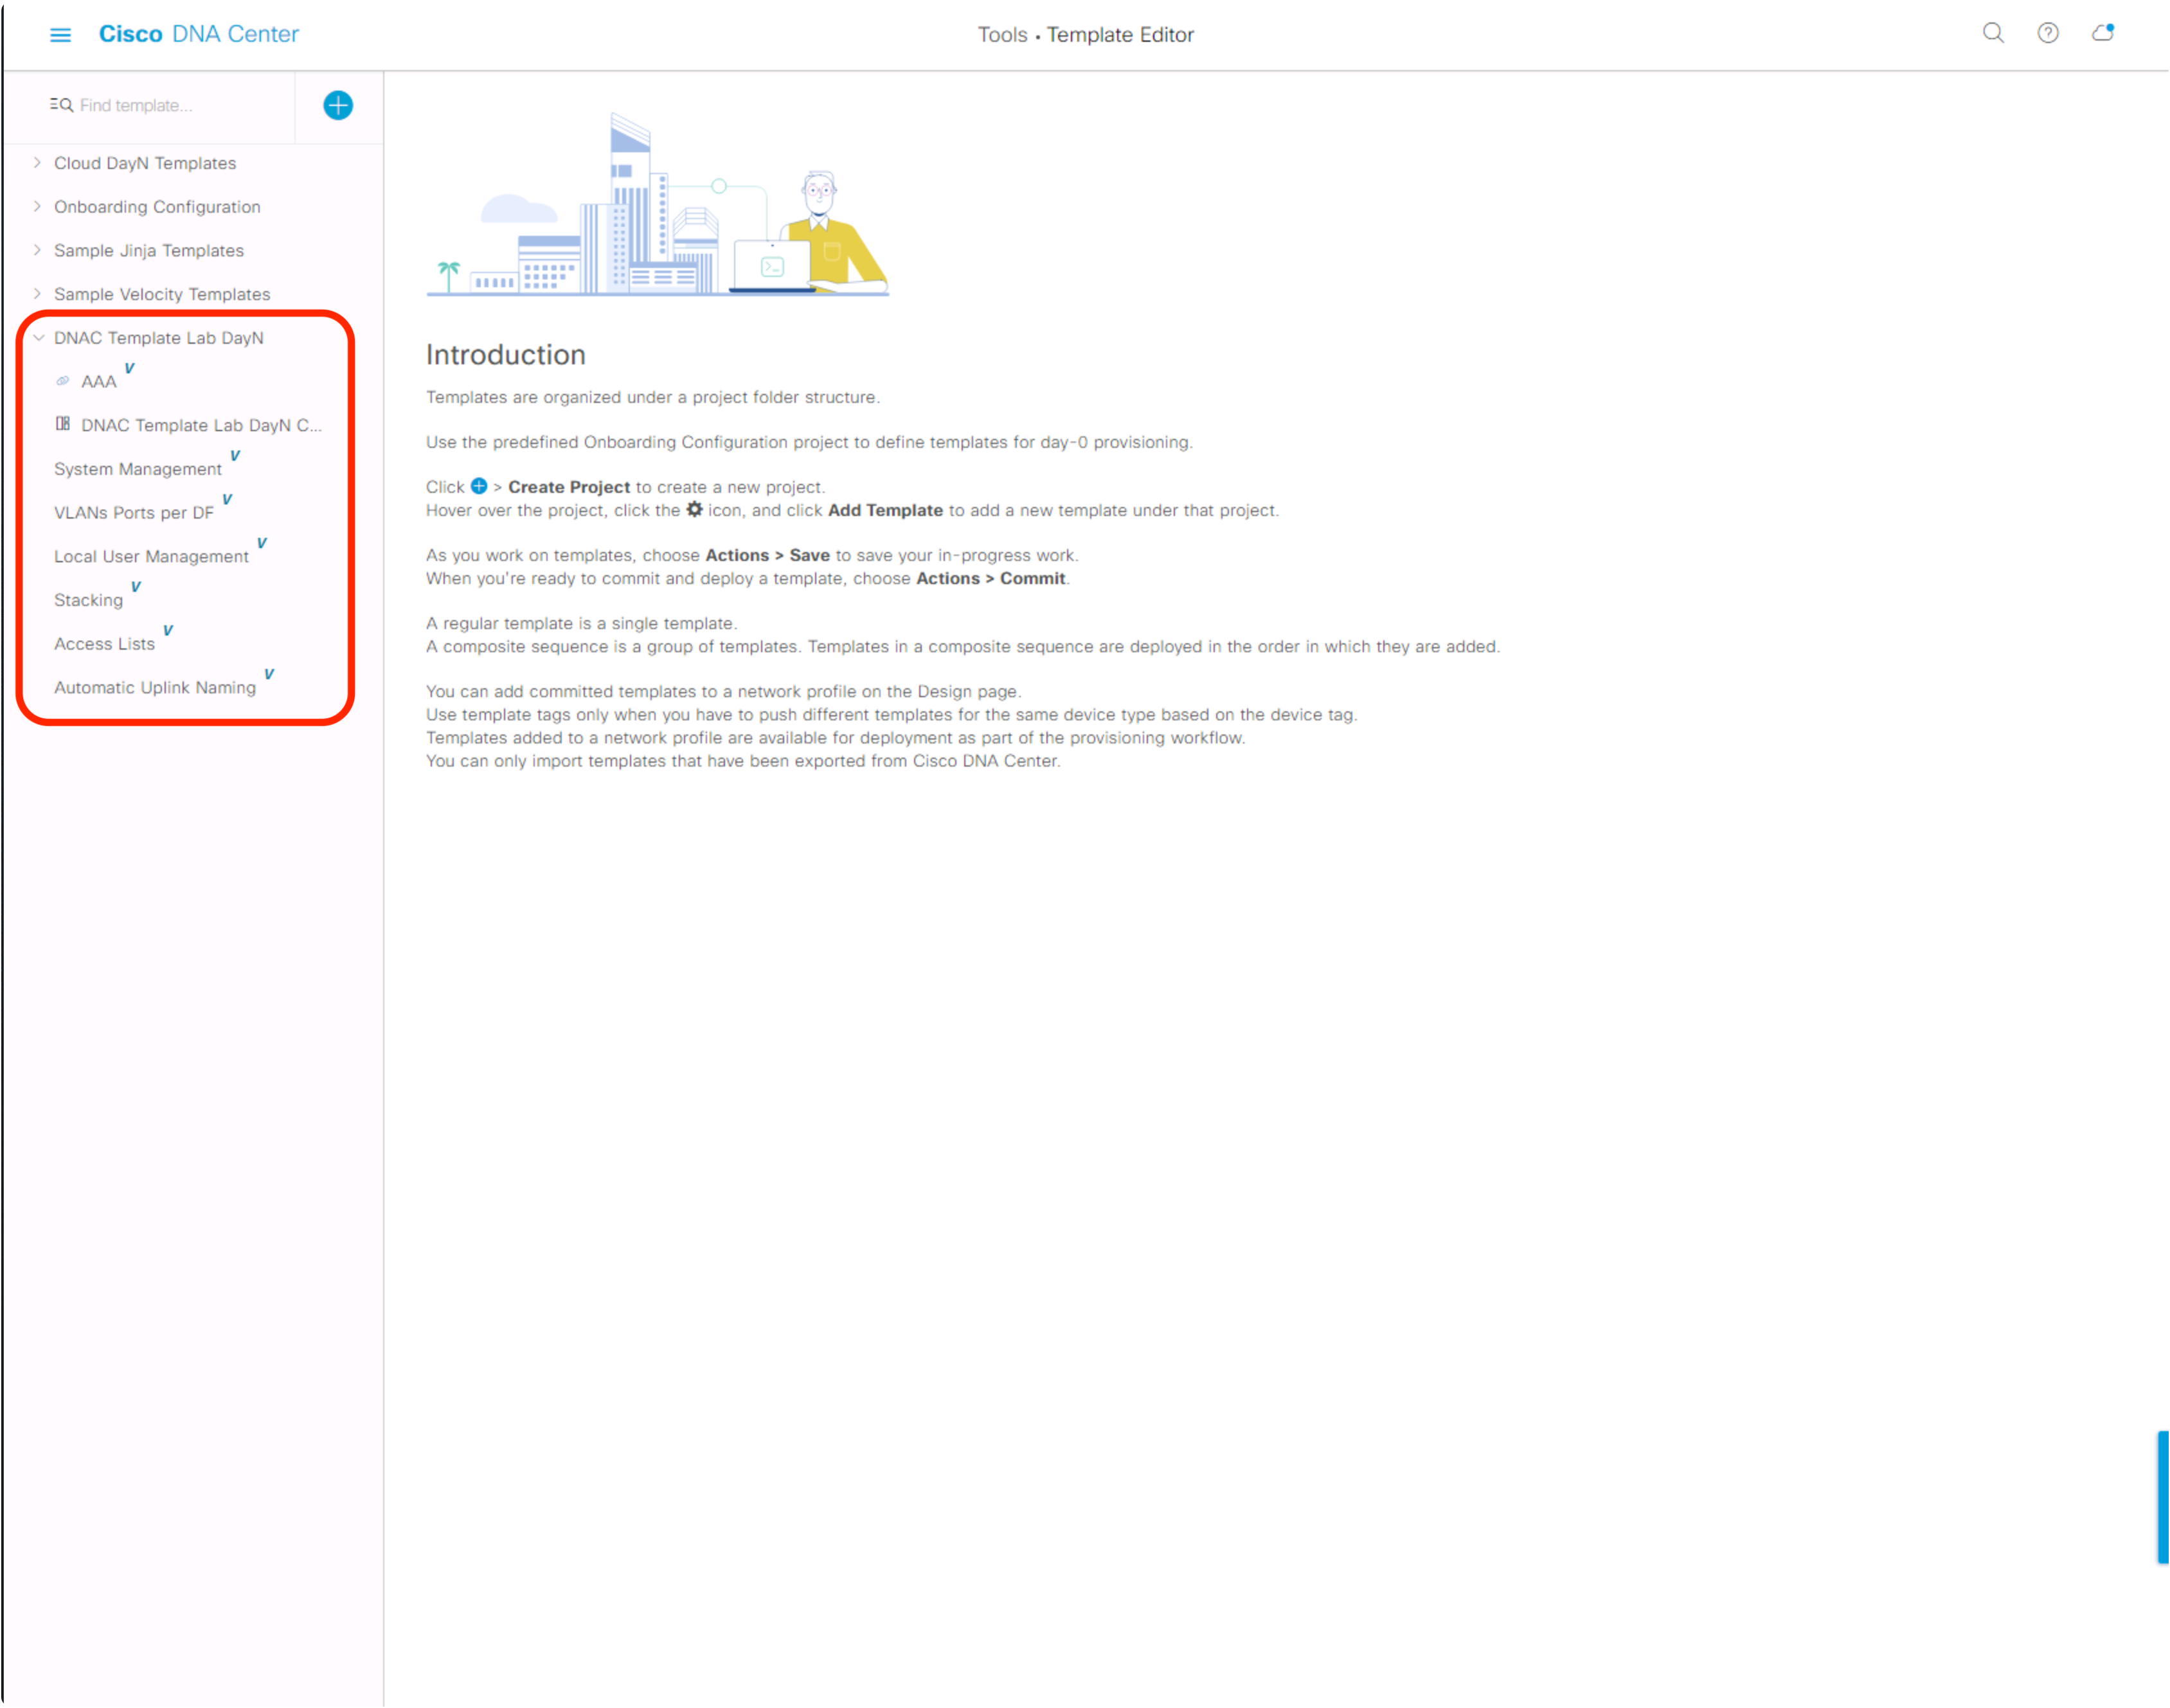 Cisco DNA Center
Tools • Template Editor
Find template...
Cloud DayN Templates
Onboarding Configuration
Sample Jinja Templates
Sample Velocity Templates
DNAC Template Lab DayN
AAA V
DNAC Template Lab DayN C...
System Management V
VLANs Ports per DF V
Local User Management V
Stacking V
Access Lists V
Automatic Uplink Naming V
Introduction
Templates are organized under a project folder structure.
Use the predefined Onboarding Configuration project to define templates for day-0 provisioning.
Click > Create Project to create a new project.
Hover over the project, click the icon, and click Add Template to add a new template under that project.
As you work on templates, choose Actions > Save to save your in-progress work.
When you're ready to commit and deploy a template, choose Actions > Commit.
A regular template is a single template.
A composite sequence is a group of templates. Templates in a composite sequence are deployed in the order in which they are added.
You can add committed templates to a network profile on the Design page.
Use template tags only when you have to push different templates for the same device type based on the device tag.
Templates added to a network profile are available for deployment as part of the provisioning workflow.
You can only import templates that have been exported from Cisco DNA Center.